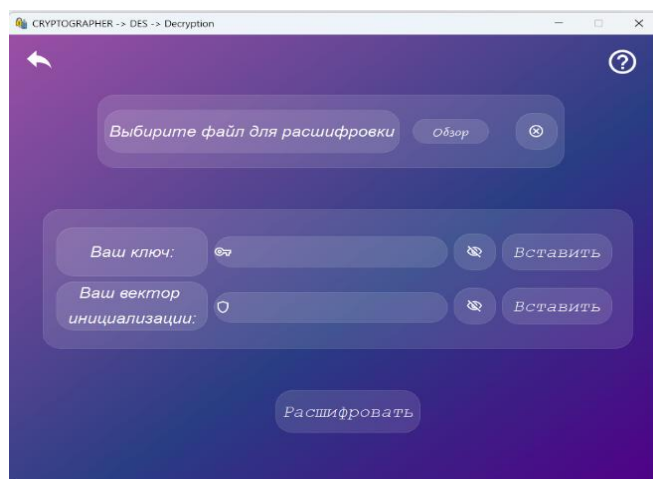 CRYPTOGRAPHER -> DES -> Decryption
Выбирите файл для расшифровки
Обзор
Ваш ключ:
Вставить
Ваш вектор
инициализации:
Вставить
Расшифровать